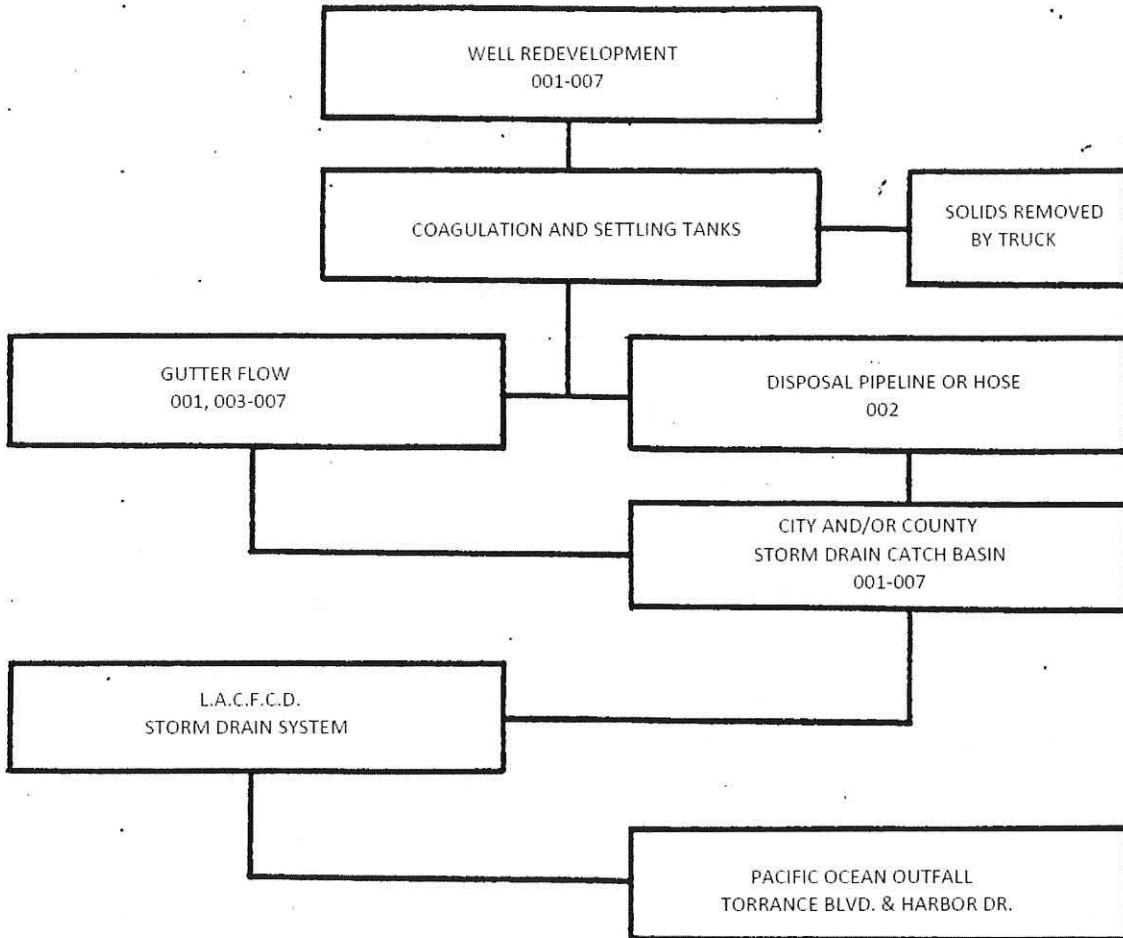 WELL REDEVELOPMENT
001-007
COAGULATION AND SETTLING TANKS
SOLIDS REMOVED
BY TRUCK
GUTTER FLOW
001, 003-007
DISPOSAL PIPELINE OR HOSE
002
CITY AND/OR COUNTY
STORM DRAIN CATCH BASIN
001-007
L.A.C.F.C.D.
STORM DRAIN SYSTEM
PACIFIC OCEAN OUTFALL
TORRANCE BLVD. & HARBOR DR.